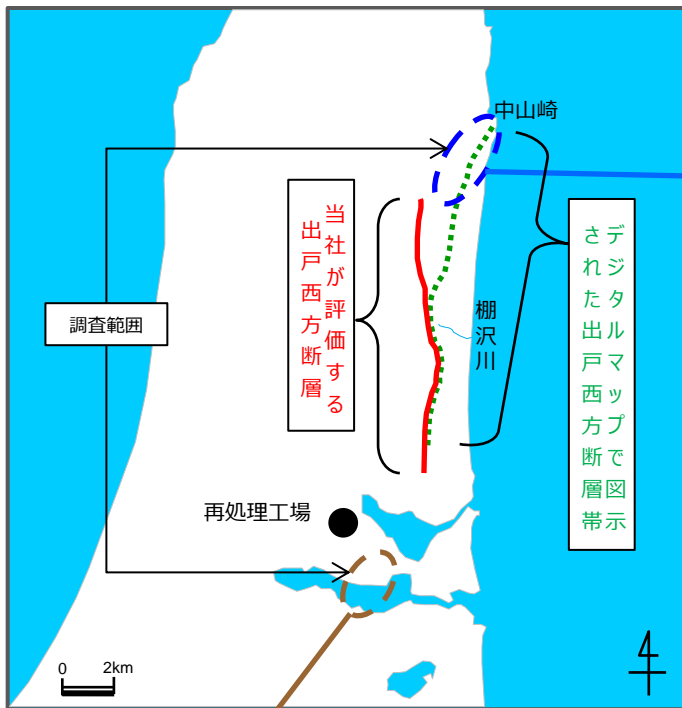 中山崎
当社が評価する
出戸西方断層
デジタルマップで図示
された出戸西方断層帯
棚沢川
調査範囲
再処理工場
0 2km